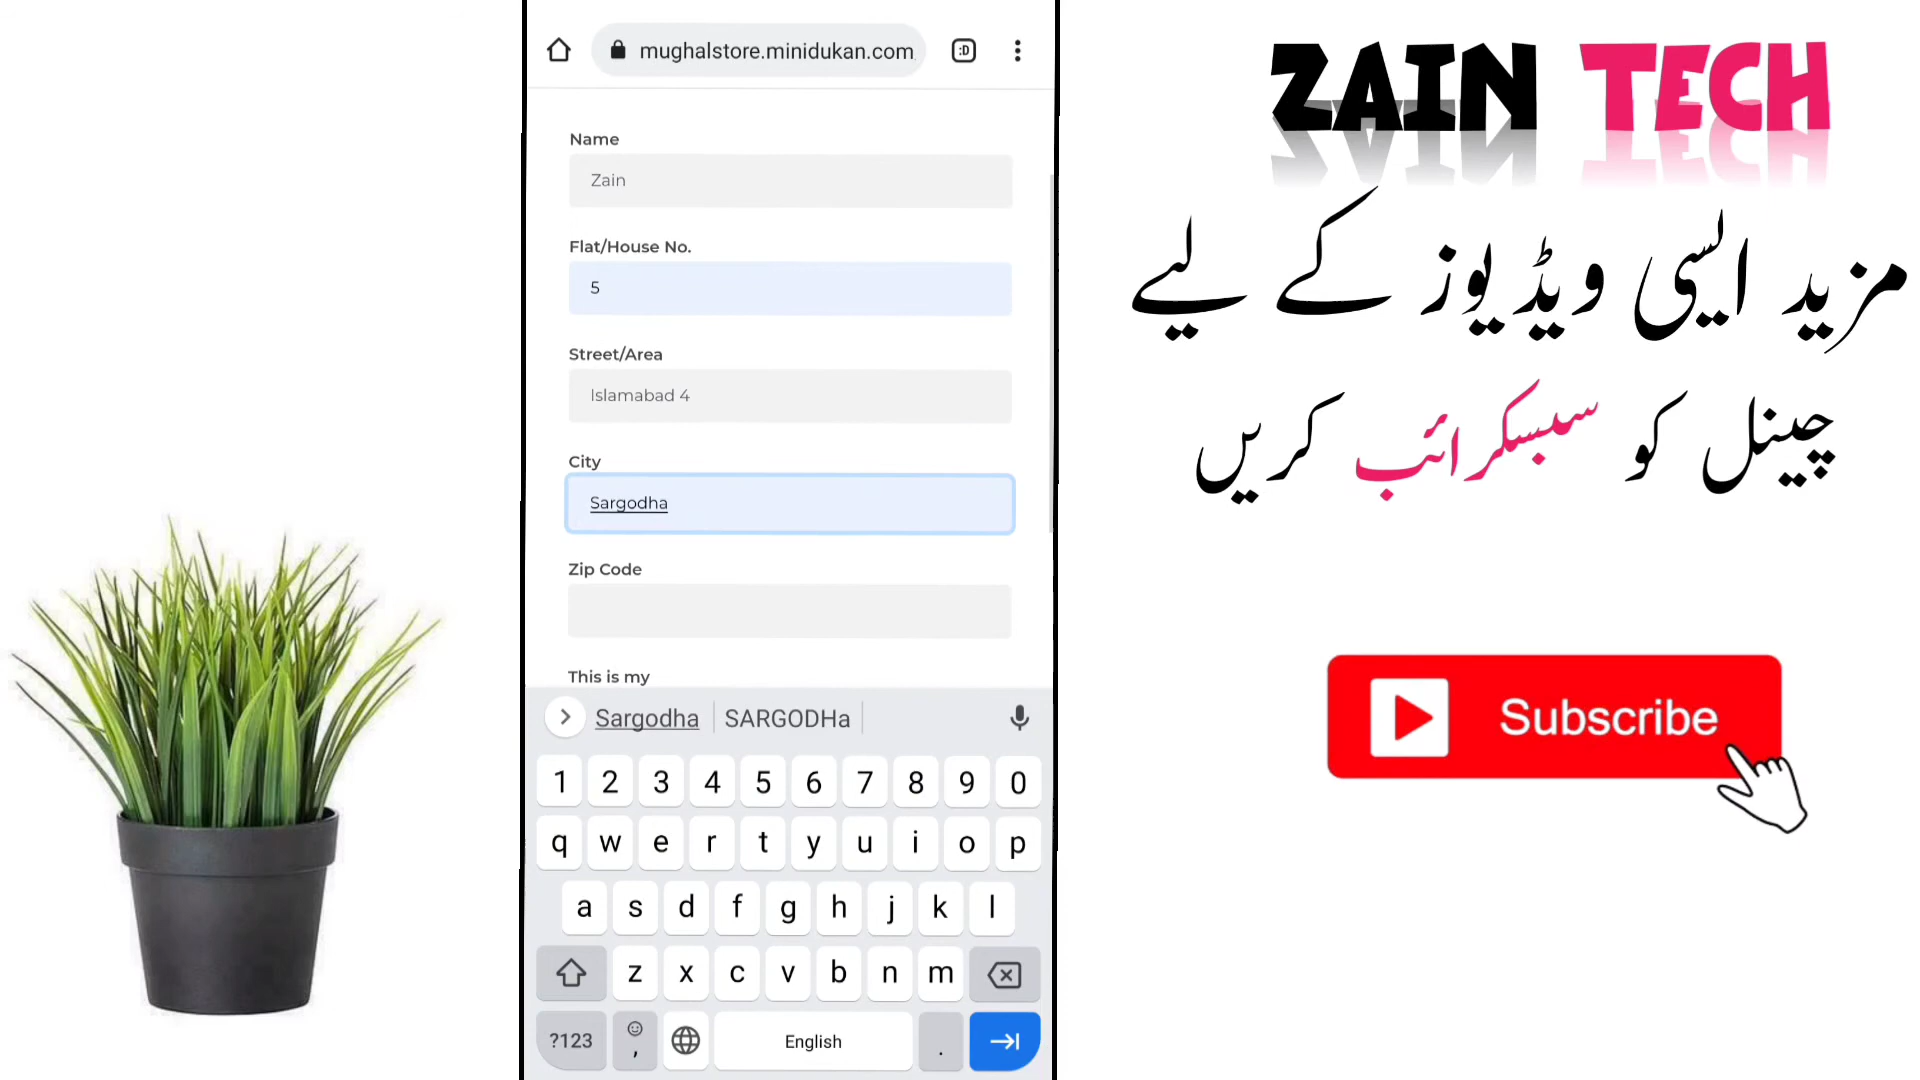 mughalstore.minidukan.com
:D
Name
Zain
Flat/House No.
5
Street/Area
Islamabad 4
City
Sargodha
Zip Code
This is my
Sargodha SARGODHa
1 2 3 4 5 6 7 8 9 0
q w e r t y u i o p
a s d f g h j k l
z x c v b n m
?123 , English .
ZAIN TECH
مزید ایسی ویڈیوز کے لیے
چینل کو سبسکرائب کریں
Subscribe